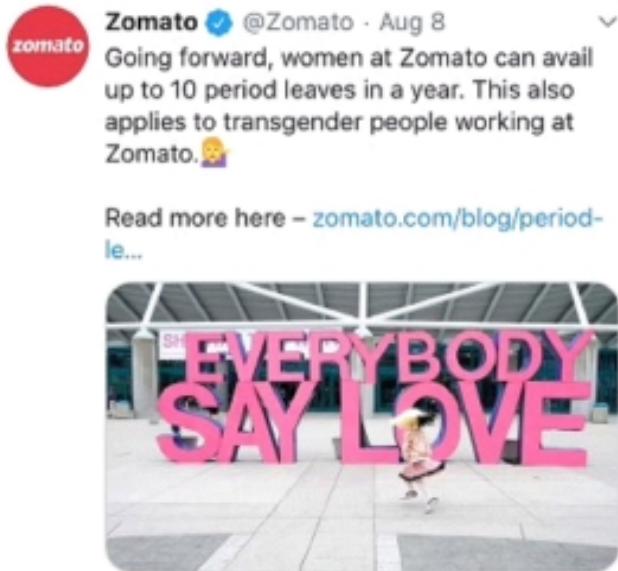 zomato
Zomato @Zomato · Aug 8
Going forward, women at Zomato can avail
up to 10 period leaves in a year. This also
applies to transgender people working at
Zomato.💁‍♀️
Read more here – zomato.com/blog/period-
le...
SH
EVERYBODY
SAY LOVE